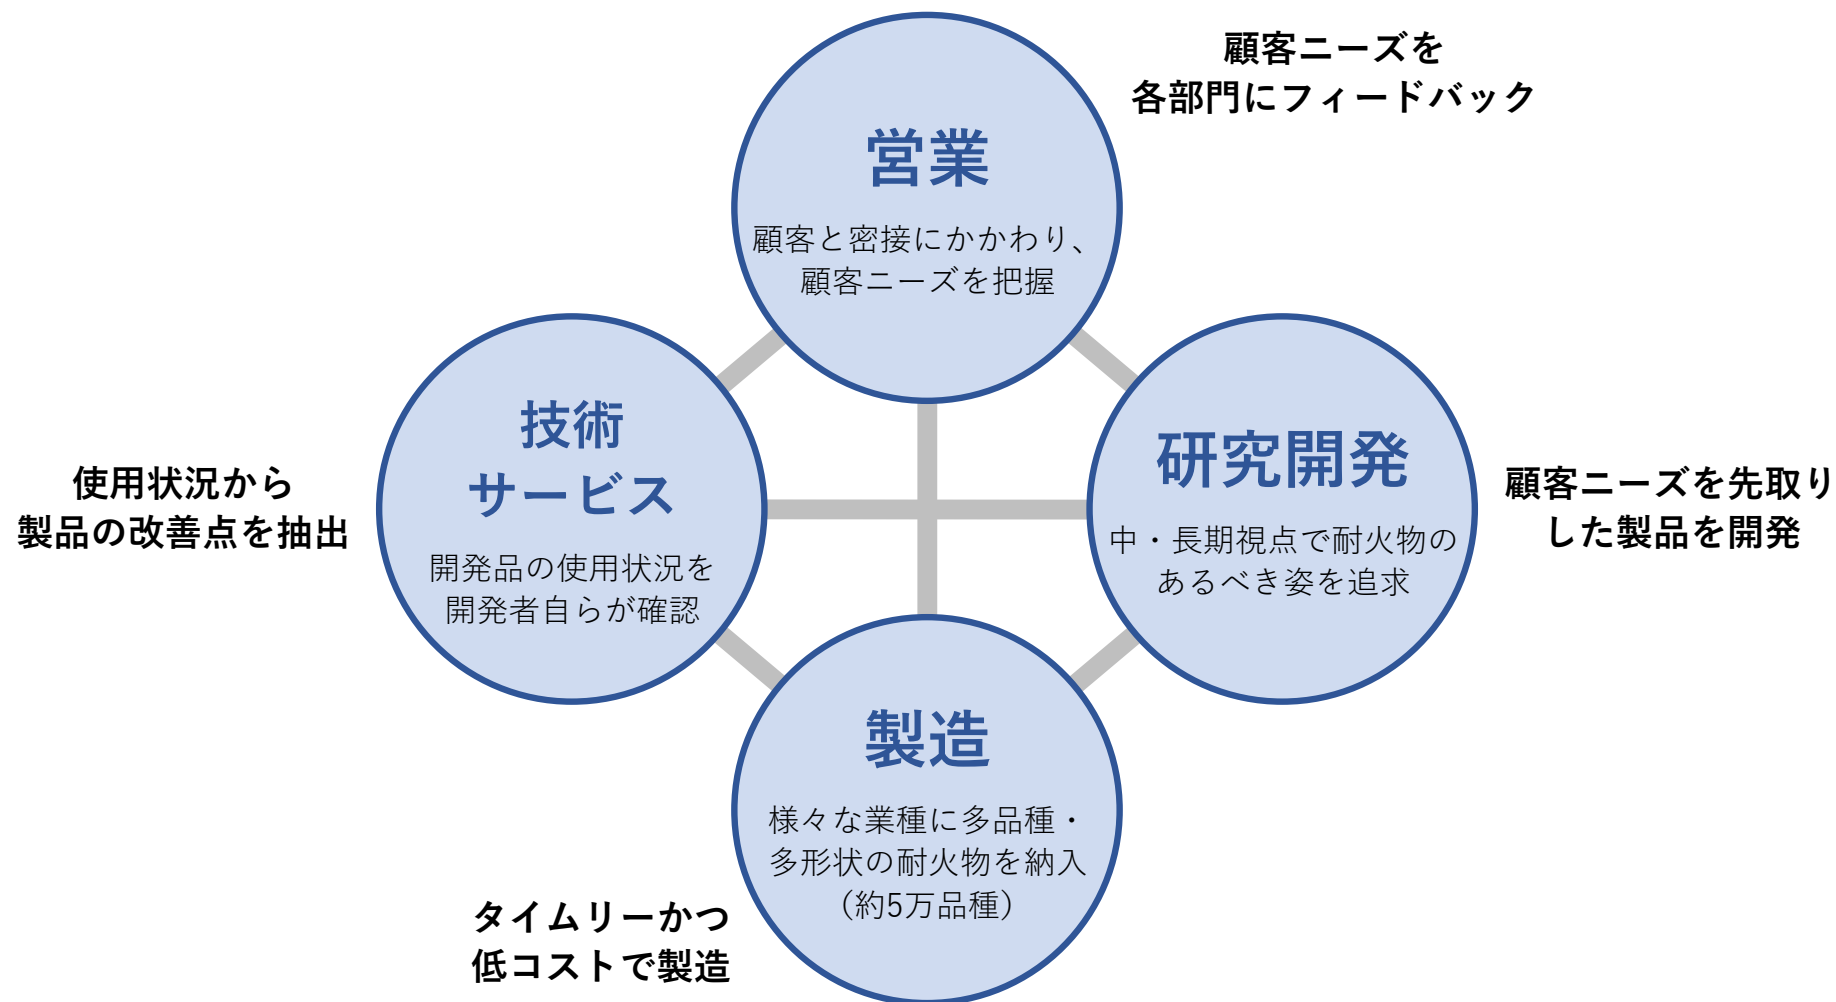 顧客ニーズを
各部門にフィードバック
営業
顧客と密接にかかわり、
顧客ニーズを把握
技術
サービス
開発品の使用状況を
開発者自らが確認
使用状況から
製品の改善点を抽出
研究開発
中・長期視点で耐火物の
あるべき姿を追求
顧客ニーズを先取り
した製品を開発
製造
様々な業種に多品種・
多形状の耐火物を納入
（約5万品種）
タイムリーかつ
低コストで製造